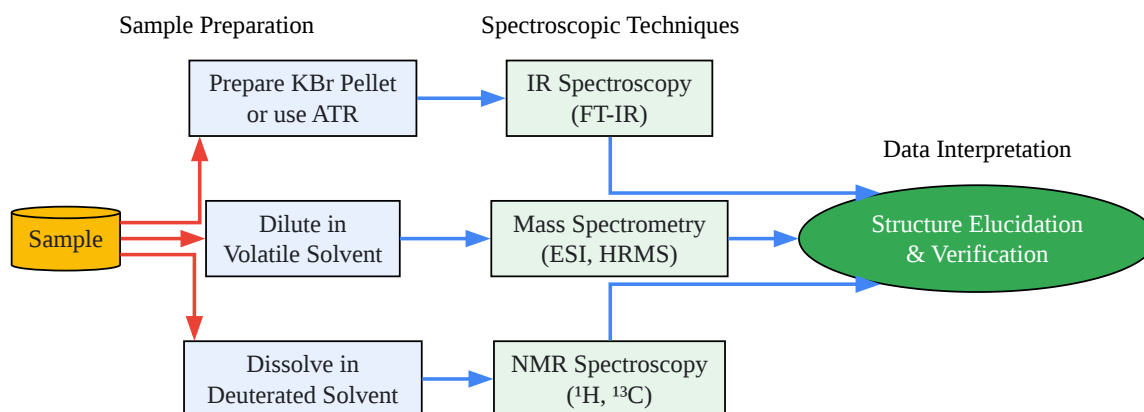 Sample Preparation
Spectroscopic Techniques
Prepare KBr Pellet
or use ATR
IR Spectroscopy
(FT-IR)
Data Interpretation
Sample
Dilute in
Volatile Solvent
Mass Spectrometry
(ESI, HRMS)
Structure Elucidation
& Verification
Dissolve in
Deuterated Solvent
NMR Spectroscopy
(¹H, ¹³C)